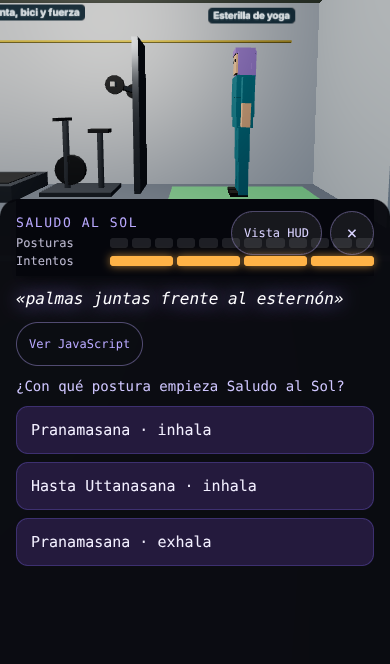 nta, bici y fuerza
Esterilla de yoga
SALUDO AL SOL
Vista HUD
×
Posturas
Intentos
«palmas juntas frente al esternón»
Ver JavaScript
¿Con qué postura empieza Saludo al Sol?
Pranamasana · inhala
Hasta Uttanasana · inhala
Pranamasana · exhala